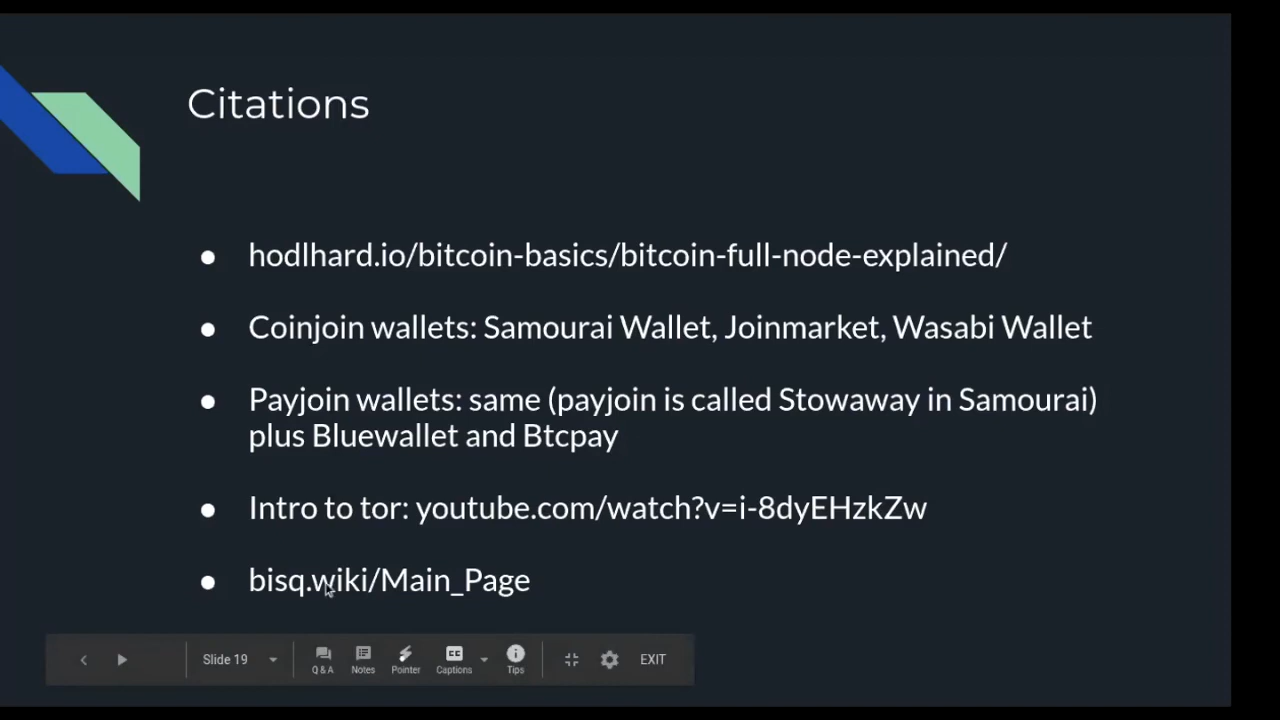 Citations
hodlhard.io/bitcoin-basics/bitcoin-full-node-explained/
Coinjoin wallets: Samourai Wallet, Joinmarket, Wasabi Wallet
Payjoin wallets: same (payjoin is called Stowaway in Samourai)
plus Bluewallet and Btcpay
Intro to tor: youtube.com/watch?v=i-8dyEHzkZw
bisq.wiki/Main_Page
Slide 19 Q & A Notes Pointer CC Captions Tips EXIT